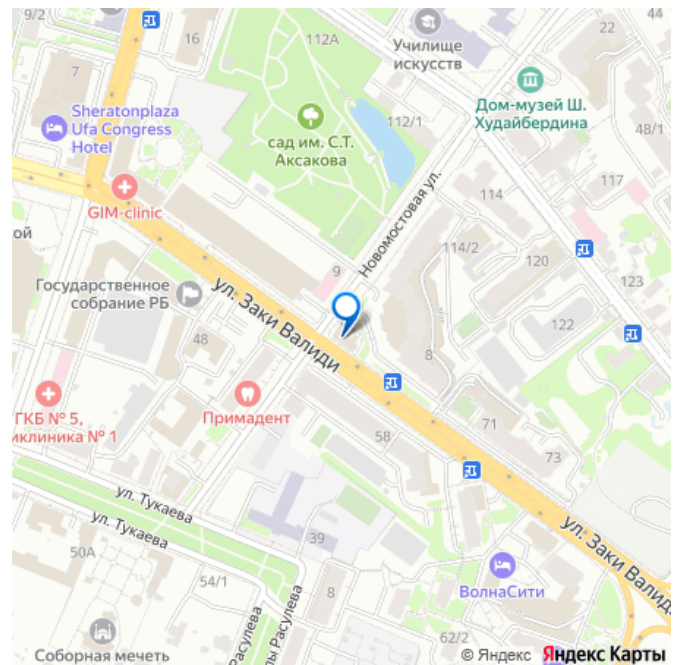 9/2
16
112А
Училище
искусств
22
44
7
Sheratonplaza
Ufa Congress
Hotel
сад им. С.Т.
Аксакова
112/1
Дом-музей Ш.
Худайбердина
48/1
GIM-clinic
114
117
кой
Новомостовая ул.
9
114/2
120
123
Государственное
собрание РБ
ул. Заки Валиди
122
48
8
ГКБ № 5,
иклиника № 1
Примадент
58
71
73
ул. Тукаева
ул. Тукаева
39
ул. Заки Валид
50А
54/1
8
ВолнаСити
Расулева
ы Расулева
62/2
Соборная мечеть
© Яндекс Яндекс Карты